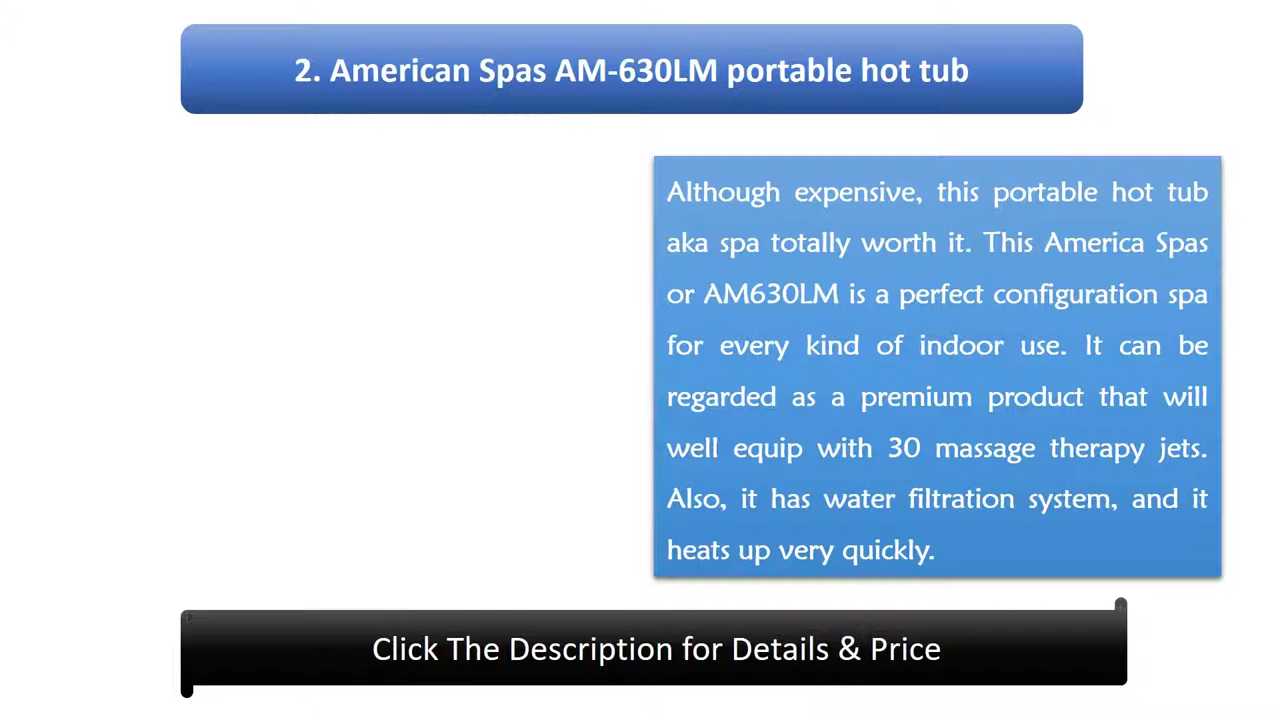 2. American Spas AM-630LM portable hot tub
Although expensive, this portable hot tub
aka spa totally worth it. This America Spas
or AM630LM is a perfect configuration spa
for every kind of indoor use. It can be
regarded as a premium product that will
well equip with 30 massage therapy jets.
Also, it has water filtration system, and it
heats up very quickly.
Click The Description for Details & Price